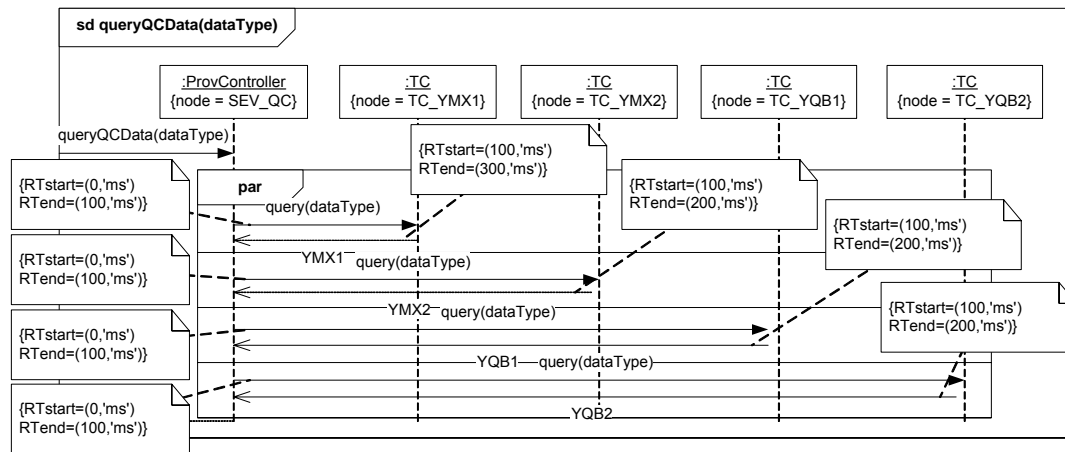 sd queryQCData(dataType)
:ProvController
{node = SEV_QC}
:TC
{node = TC_YMX1}
:TC
{node = TC_YMX2}
:TC
{node = TC_YQB1}
:TC
{node = TC_YQB2}
queryQCData(dataType)
{RTstart=(100,'ms')
RTend=(300,'ms')}
{RTstart=(0,'ms')
RTend=(100,'ms')}
par
{RTstart=(100,'ms')
RTend=(200,'ms')}
query(dataType)
{RTstart=(100,'ms')
RTend=(200,'ms')}
YMX1
query(dataType)
{RTstart=(0,'ms')
RTend=(100,'ms')}
{RTstart=(100,'ms')
RTend=(200,'ms')}
YMX2
query(dataType)
{RTstart=(0,'ms')
RTend=(100,'ms')}
YQB1
query(dataType)
YQB2
{RTstart=(0,'ms')
RTend=(100,'ms')}